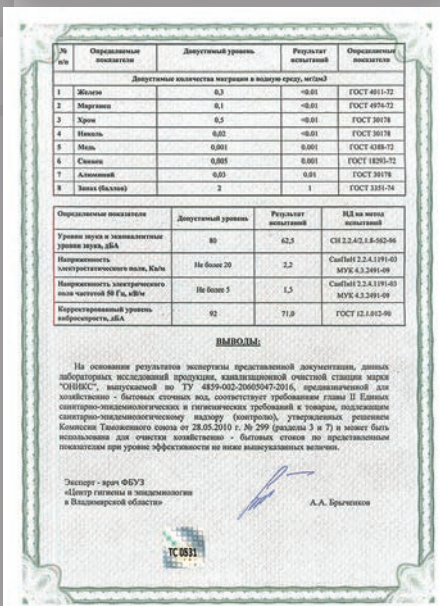 № п/п Определяемые показатели Допустимый уровень Результат испытаний Определяемые показатели
Допустимые количества миграции в водную среду, мг/дм3
1 Железо 0,3 <0.01 ГОСТ 4011-72
2 Марганец 0,1 <0.01 ГОСТ 4974-72
3 Хром 0,5 <0.01 ГОСТ 30178
4 Никель 0,02 <0.01 ГОСТ 30178
5 Медь 0,001 0.001 ГОСТ 4388-72
6 Свинец 0,005 0.001 ГОСТ 18293-72
7 Алюминий 0,03 0,01 ГОСТ 30178
8 Запах (баллов) 2 1 ГОСТ 3351-74
Определяемые показатели Допустимый уровень Результат испытаний НД на метод испытаний
Уровни звука и эквивалентные уровни звука, дБА 80 62,5 СН 2.2.4/2.1.8-562-96
Напряженность электростатического поля, Кв/м Не более 20 2,2 СанПиН 2.2.4.1191-03 МУК 4.3.2491-09
Напряженность электрического поля частотой 50 Гц, кВ/м Не более 5 1,5 СанПиН 2.2.4.1191-03 МУК 4.3.2491-09
Корректированный уровень виброскорости, дБА 92 71,0 ГОСТ 12.1.012-90
ВЫВОДЫ:
На основании результатов экспертизы представленной документации, данных
лабораторных исследований продукции, канализационной очистной станции марки
"ОНИКС", выпускаемой по ТУ 4859-002-20605047-2016, предназначенной для
хозяйственно - бытовых сточных вод, соответствует требованиям главы II Единых
санитарно-эпидемиологических и гигиенических требований к товарам, подлежащим
санитарно-эпидемиологическому надзору (контролю), утвержденных решением
Комиссии Таможенного союза от 28.05.2010 г. № 299 (разделы 3 и 7) и может быть
использована для очистки хозяйственно - бытовых стоков по представленным
показателям при уровне эффективности не ниже вышеуказанных величин.
Эксперт - врач ФБУЗ
«Центр гигиены и эпидемиологии
в Владимирской области»
А.А. Брыченков
ТС 0531